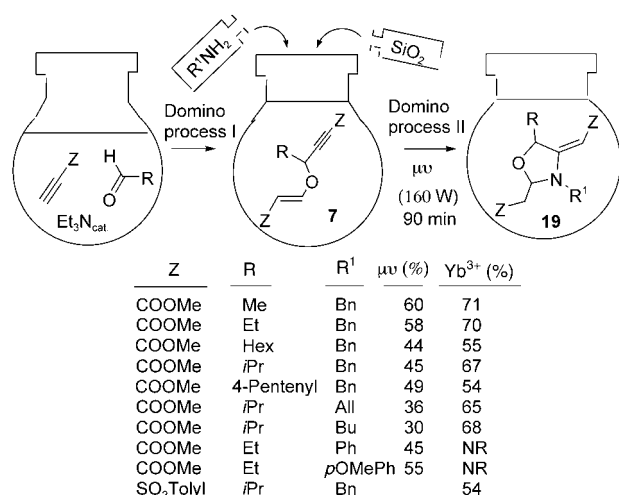 R¹NH₂
SiO₂
Domino process I
Domino process II
Z
H
O
R
Et₃N cat.
R
Z
O
Z
7
μυ
(160 W)
90 min
R
Z
O
N
R¹
Z
19
Z R R¹ μυ (%) Yb³⁺ (%)
COOMe Me Bn 60 71
COOMe Et Bn 58 70
COOMe Hex Bn 44 55
COOMe iPr Bn 45 67
COOMe 4-Pentenyl Bn 49 54
COOMe iPr All 36 65
COOMe iPr Bu 30 68
COOMe Et Ph 45 NR
COOMe Et pOMePh 55 NR
iPr Bn 54